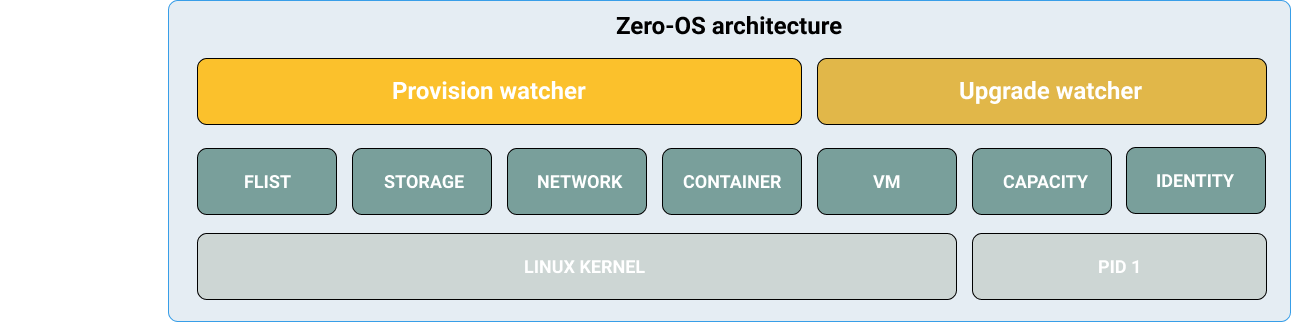 Zero-OS architecture
Provision watcher
Upgrade watcher
FLIST
STORAGE
NETWORK
CONTAINER
VM
CAPACITY
IDENTITY
LINUX KERNEL
PID 1